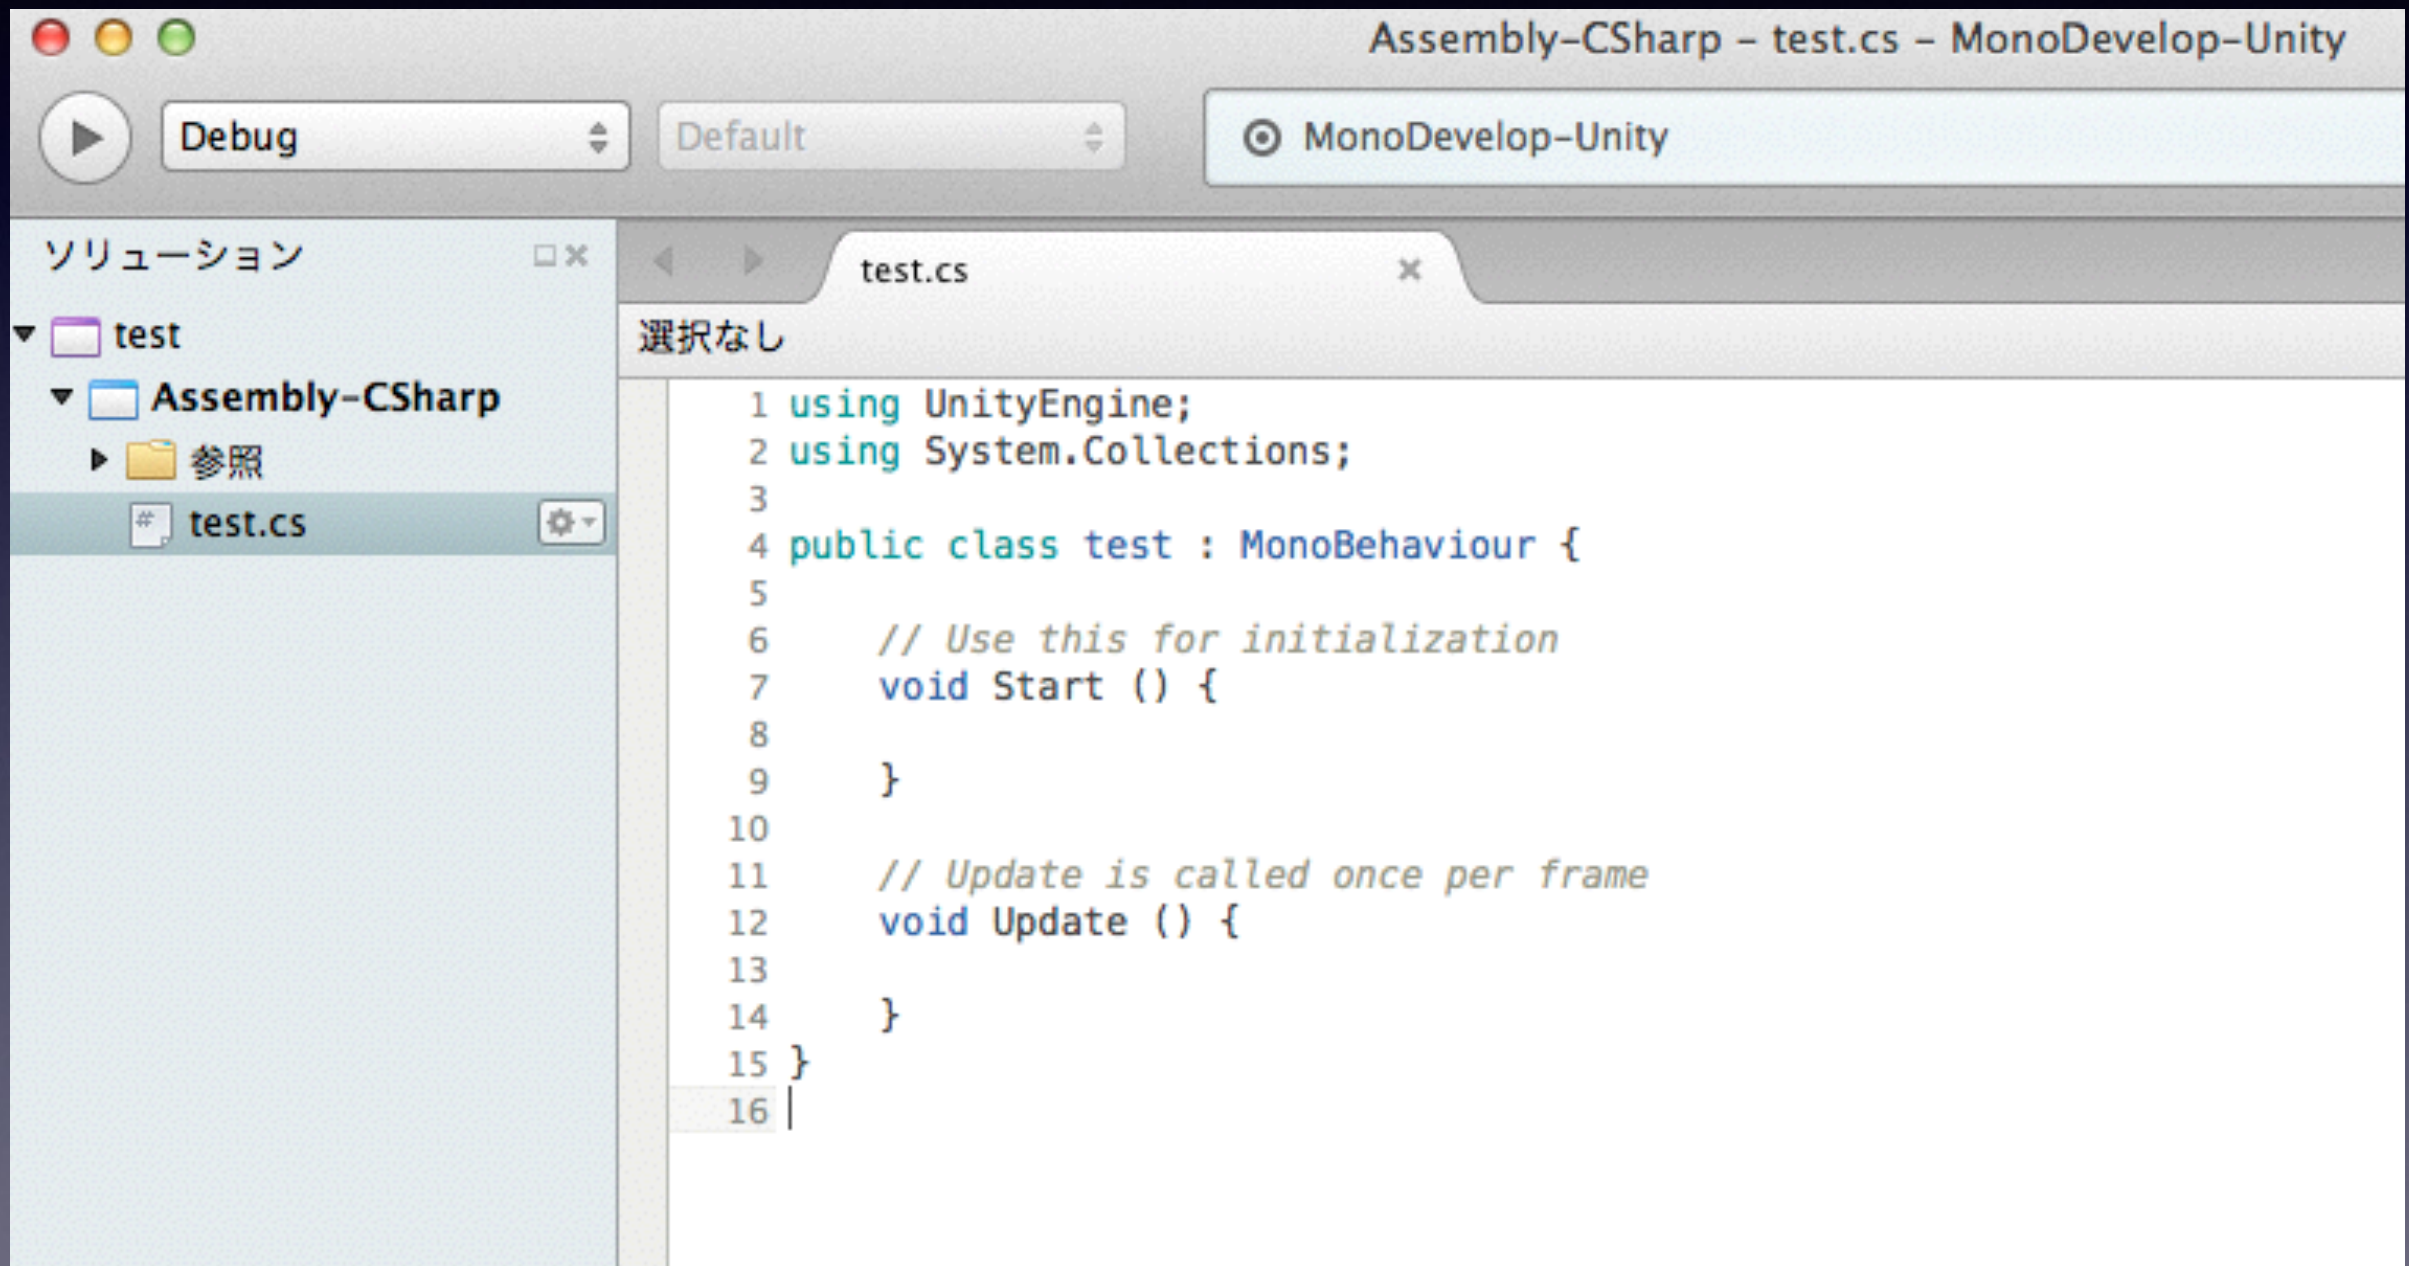 Assembly-CSharp - test.cs - MonoDevelop-Unity
Debug
Default
MonoDevelop-Unity
ソリューション
test
Assembly-CSharp
参照
test.cs
test.cs
選択なし
1 using UnityEngine;
2 using System.Collections;
3
4 public class test : MonoBehaviour {
5
6     // Use this for initialization
7     void Start () {
8
9     }
10
11     // Update is called once per frame
12     void Update () {
13
14     }
15 }
16